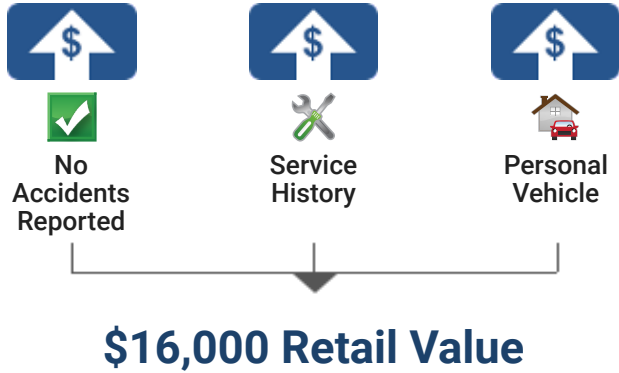 $ $ $
No Accidents Reported
Service History
Personal Vehicle
$16,000 Retail Value